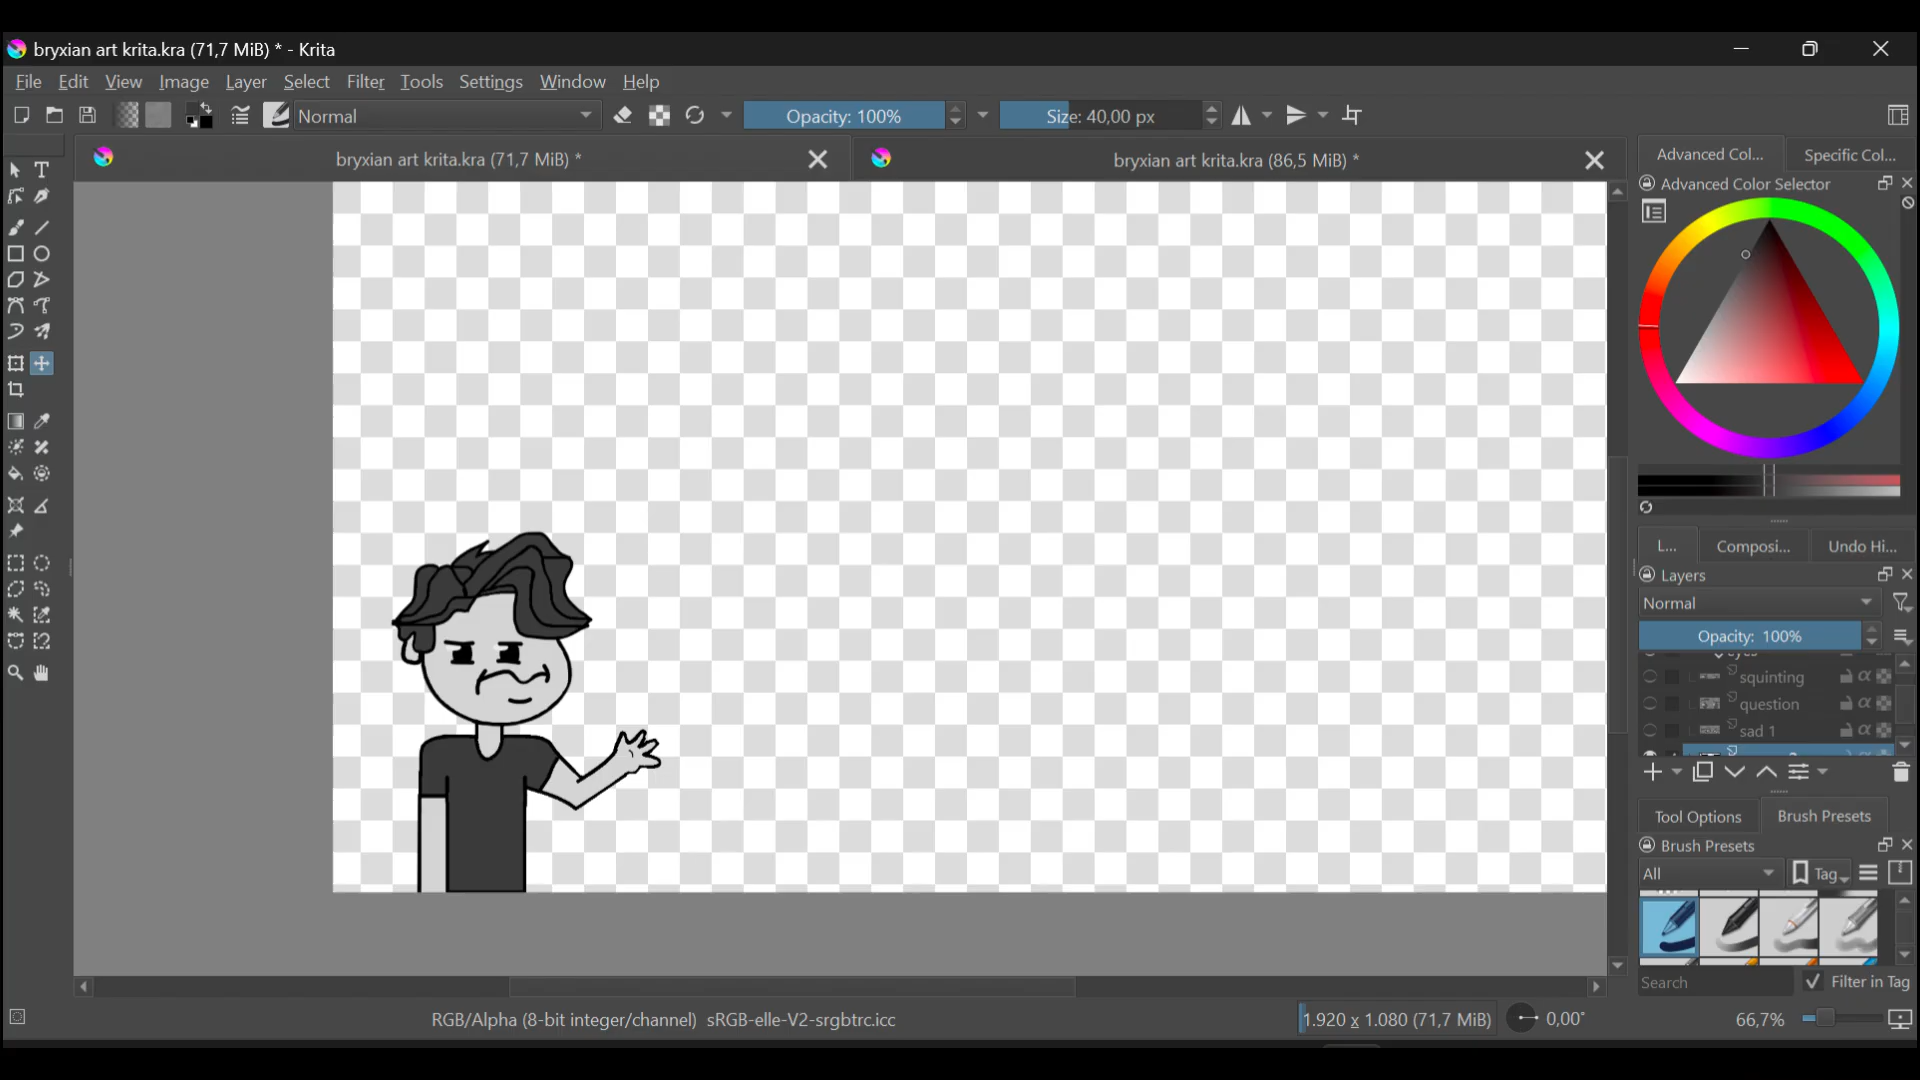 bryxian art krita.kra (71,7 MiB) * - Krita
File Edit View Image Layer Select Filter Tools Settings Window Help
Normal Opacity: 100% Size: 40,00 px
bryxian art krita.kra (71,7 MiB) * bryxian art krita.kra (86,5 MiB) *
Advanced Col... Specific Col...
Advanced Color Selector
L... Composi... Undo Hi...
Layers
Normal
Opacity: 100%
eyes
squinting
question
sad 1
Tool Options Brush Presets
Brush Presets
All Tag
Search Filter in Tag
RGB/Alpha (8-bit integer/channel) sRGB-elle-V2-srgbtrc.icc 1.920 x 1.080 (71,7 MiB) 0,00° 66,7%